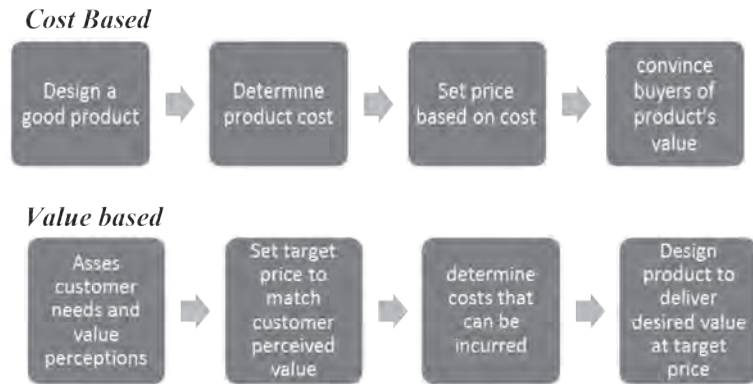 Cost Based
Design a
good product
Determine
product cost
Set price
based on cost
convince
buyers of
product's
value
Value based
Asses
customer
needs and
value
perceptions
Set target
price to
match
customer
perceived
value
determine
costs that
can be
incurred
Design
product to
deliver
desired value
at target
price